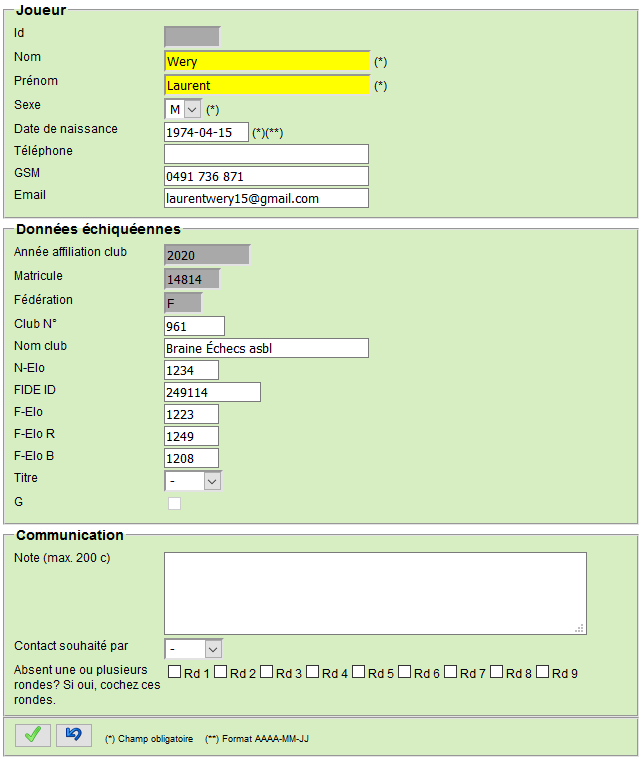 Joueur
Id
Nom Wery (*)
Prénom Laurent (*)
Sexe M (*)
Date de naissance 1974-04-15 (*)(**)
Téléphone
GSM 0491 736 871
Email laurentwery15@gmail.com
Données échiquéennes
Année affiliation club 2020
Matricule 14814
Fédération F
Club N° 961
Nom club Braine Échecs asbl
N-Elo 1234
FIDE ID 249114
F-Elo 1223
F-Elo R 1249
F-Elo B 1208
Titre -
G
Communication
Note (max. 200 c)
Contact souhaité par -
Absent une ou plusieurs
rondes? Si oui, cochez ces
rondes.
Rd 1 Rd 2 Rd 3 Rd 4 Rd 5 Rd 6 Rd 7 Rd 8 Rd 9
(*) Champ obligatoire (**) Format AAAA-MM-JJ